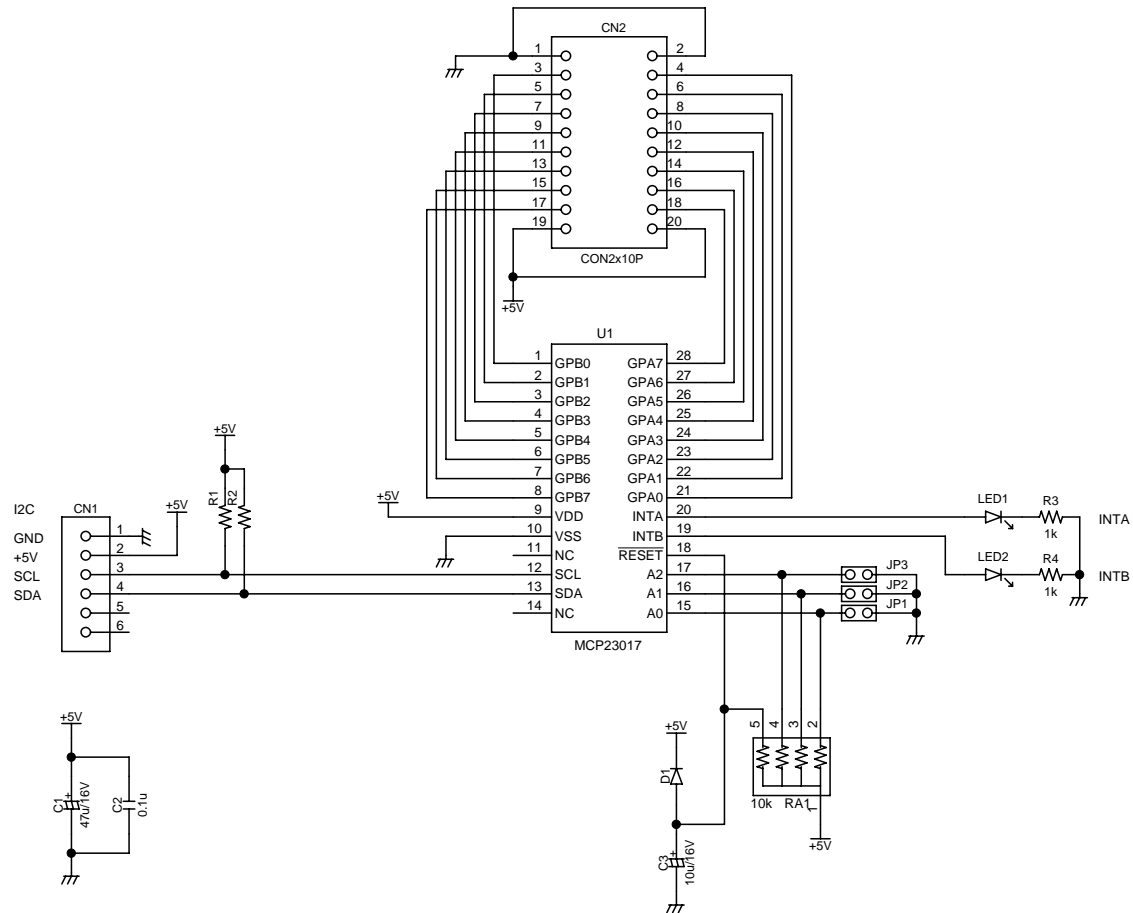 CN2
1 2
3 4
5 6
7 8
9 10
11 12
13 14
15 16
17 18
19 20
CON2x10P
+5V
U1
1 GPB0 GPA7 28
2 GPB1 GPA6 27
3 GPB2 GPA5 26
4 GPB3 GPA4 25
5 GPB4 GPA3 24
6 GPB5 GPA2 23
7 GPB6 GPA1 22
8 GPB7 GPA0 21
9 VDD INTA 20
10 VSS INTB 19
11 NC RESET 18
12 SCL A2 17
13 SDA A1 16
14 NC A0 15
MCP23017
+5V
+5V
R1
R2
I2C
CN1
+5V
GND 1
+5V 2
SCL 3
SDA 4
5
6
LED1
R3
1k
INTA
LED2
R4
1k
INTB
JP3
JP2
JP1
+5V
C1
+
47u/16V
C2
0.1u
+5V
D1
C3
+
10u/16V
5 4 3 2
10k RA1
1
+5V